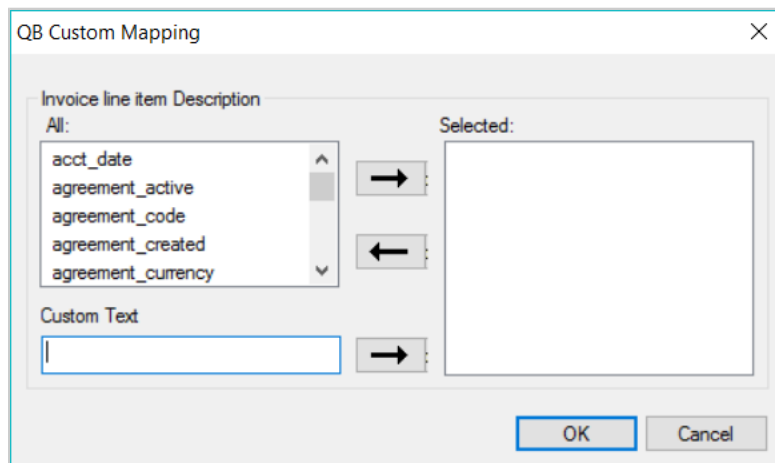 QB Custom Mapping
Invoice line item Description
All:
Selected:
acct_date
agreement_active
agreement_code
agreement_created
agreement_currency
Custom Text
OK
Cancel